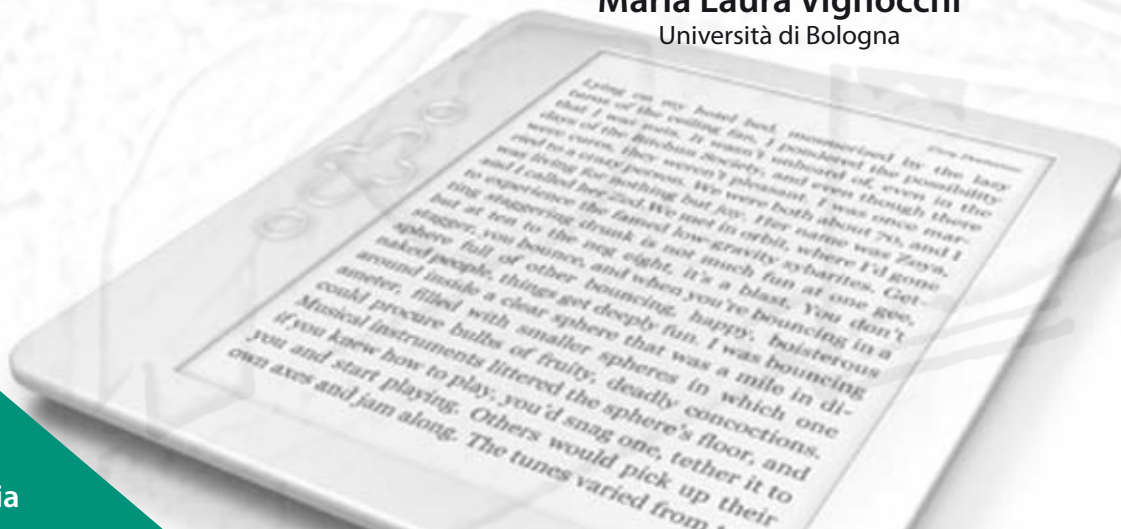 Maria Laura Vignocchi
Università di Bologna
Lying on my hotel bed, mesmerized by the lazy
turns of the ceiling fan, I pondered the possibility
that I was nuts. It wasn't unheard of, even in the
days of the Bitchun Society, and even though there
were cures, they weren't pleasant. I was once mar-
ried to a crazy person. We were both about 70, and I
was living for nothing but joy. Her name was Zoya,
and I called her Zed. We met in orbit, where I'd gone
to experience the famed low-gravity sybarites. Get-
ting staggering drunk is not much fun at one gee,
but at ten to the neg eight, it's a blast. You don't
stagger, you bounce, and when you're bouncing in a
sphere full of other bouncing, happy, boisterous
naked people, things get deeply fun. I was bouncing
around inside a clear sphere that was a mile in di-
ameter, filled with smaller spheres in which one
could procure bulbs of fruity, deadly concoctions.
Musical instruments littered the sphere's floor, and
if you knew how to play, you'd snag one, tether it to
you and start playing. Others would pick up their
own axes and jam along. The tunes varied from
ia